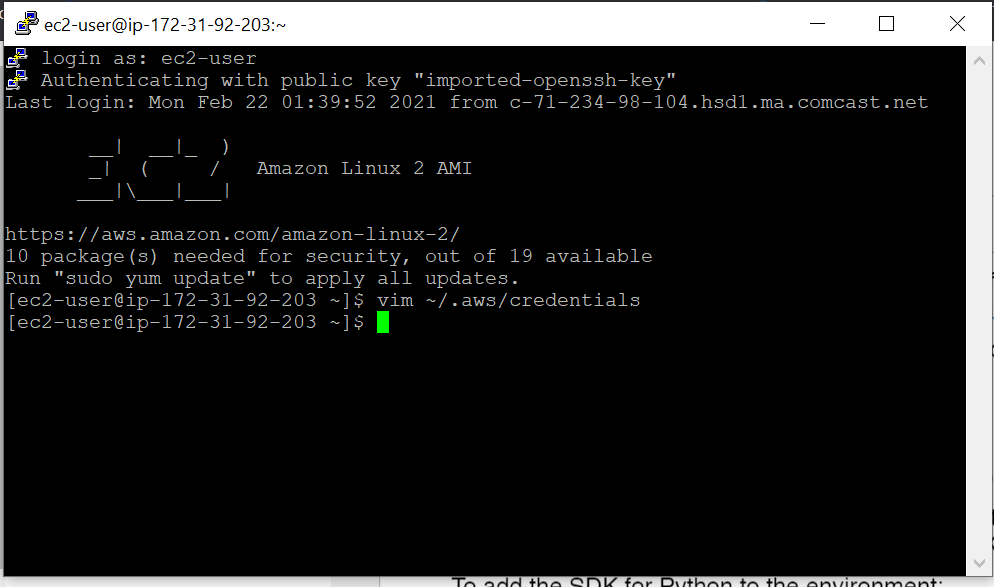 ec2-user@ip-172-31-92-203:~
login as: ec2-user
Authenticating with public key "imported-openssh-key"
Last login: Mon Feb 22 01:39:52 2021 from c-71-234-98-104.hsd1.ma.comcast.net
       __|  __|_  )
       _|  (     /   Amazon Linux 2 AMI
      ___|\___|___|
https://aws.amazon.com/amazon-linux-2/
10 package(s) needed for security, out of 19 available
Run "sudo yum update" to apply all updates.
[ec2-user@ip-172-31-92-203 ~]$ vim ~/.aws/credentials
[ec2-user@ip-172-31-92-203 ~]$
To add the SDK for Python to the environment: